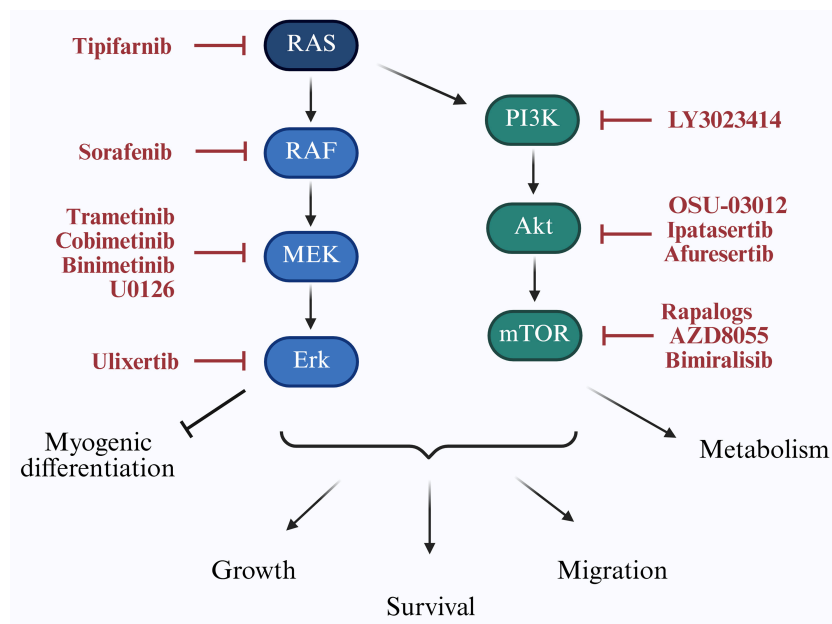 Tipifarnib
RAS
PI3K
LY3023414
Sorafenib
RAF
Trametinib
Cobimetinib
Binimetinib
U0126
MEK
Akt
OSU-03012
Ipatasertib
Afuresertib
Ulixertib
Erk
mTOR
Rapalogs
AZD8055
Bimiralisib
Myogenic
differentiation
Metabolism
Growth
Survival
Migration